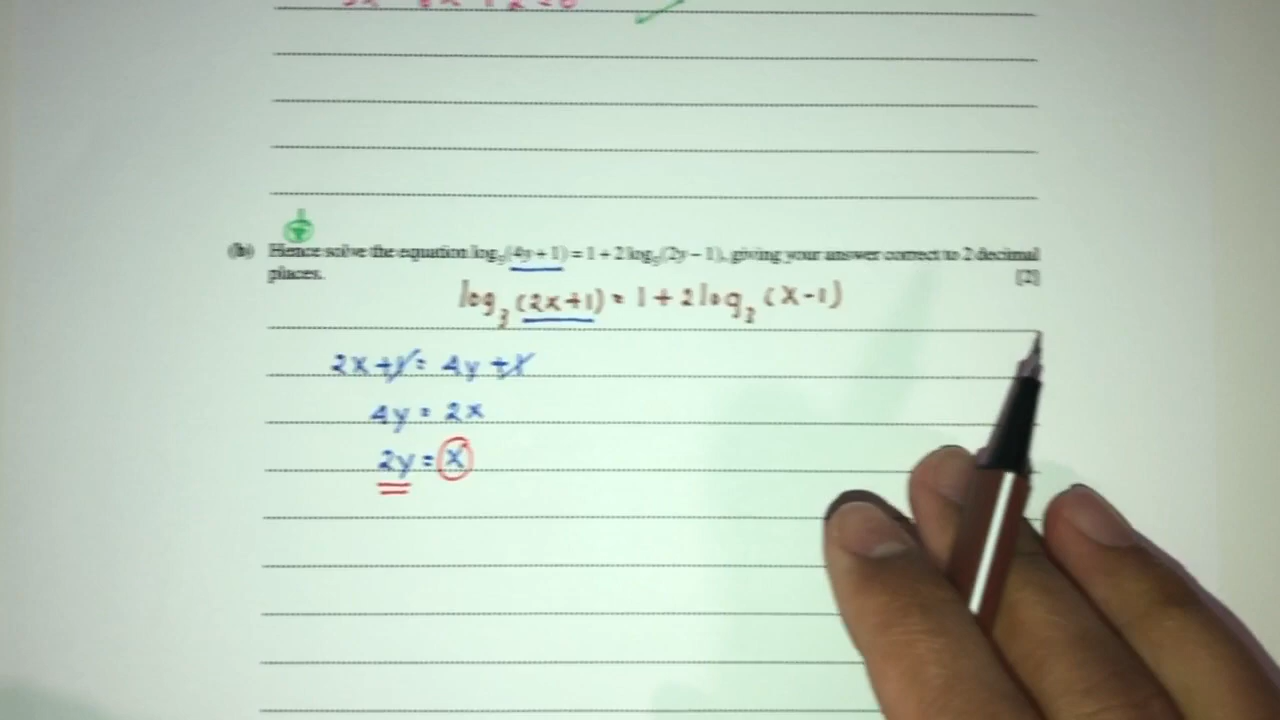 (b) Hence solve the equation log₃(4y + 1) = 1 + 2 log₃(2y − 1), giving your answer correct to 2 decimal
places. [2]
log₃ (2x+1) = 1 + 2 log₃ (x-1)
2x + 1 = 4y + 1
4y = 2x
2y = x